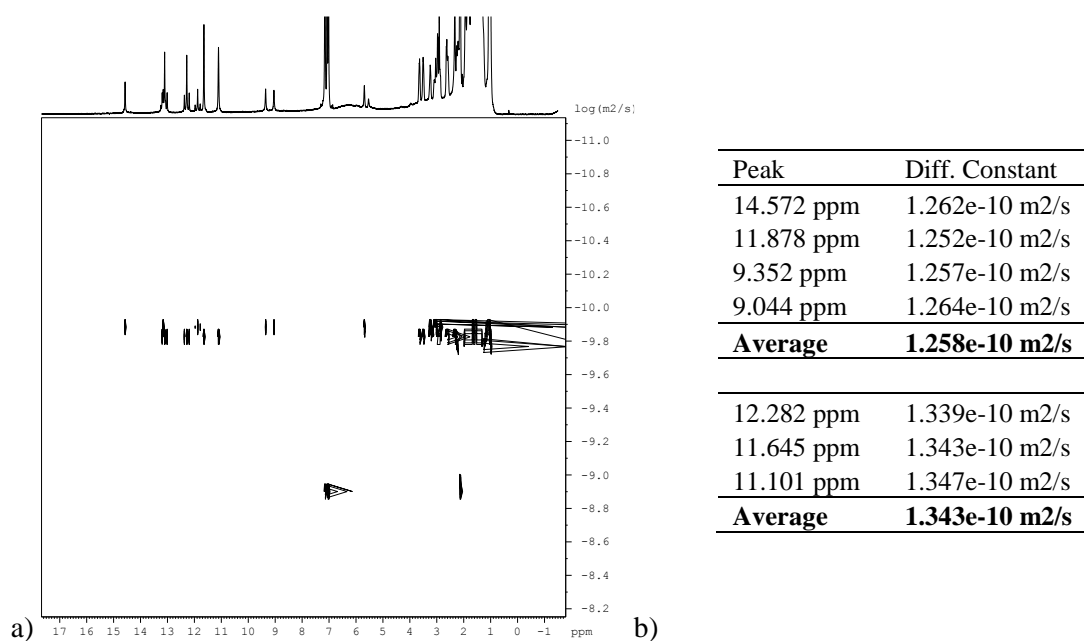 log(m2/s)
-11.0
-10.8
-10.6
-10.4
-10.2
-10.0
-9.8
-9.6
-9.4
-9.2
-9.0
-8.8
-8.6
-8.4
-8.2
17 16 15 14 13 12 11 10 9 8 7 6 5 4 3 2 1 0 -1 ppm
a)
b)
Peak Diff. Constant
14.572 ppm 1.262e-10 m2/s
11.878 ppm 1.252e-10 m2/s
9.352 ppm 1.257e-10 m2/s
9.044 ppm 1.264e-10 m2/s
Average 1.258e-10 m2/s
12.282 ppm 1.339e-10 m2/s
11.645 ppm 1.343e-10 m2/s
11.101 ppm 1.347e-10 m2/s
Average 1.343e-10 m2/s